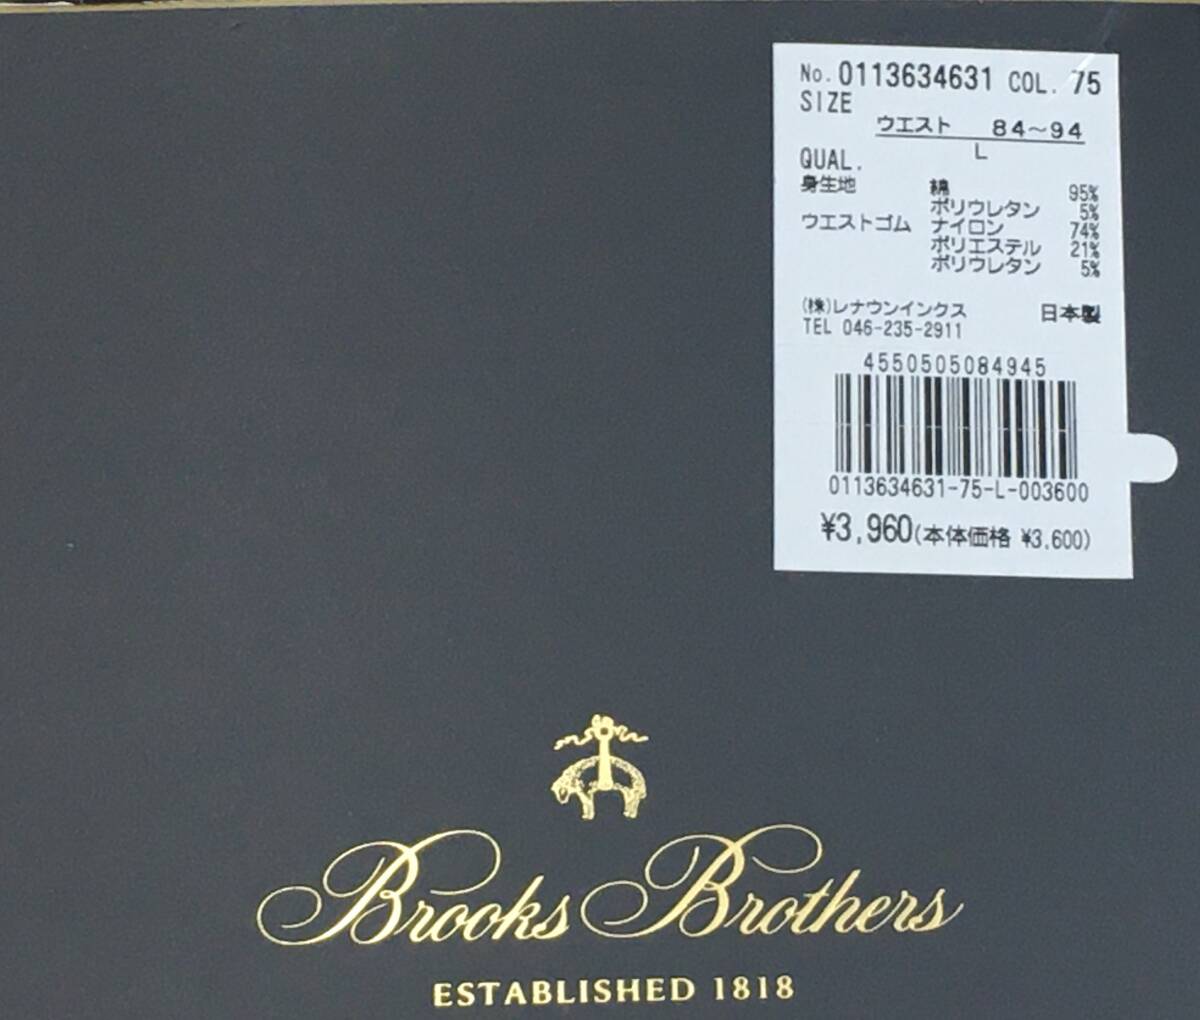 No. 0113634631 COL. 75
SIZE
ウエスト 84~94
L
QUAL.
身生地 綿 95%
ポリウレタン 5%
ウエストゴム ナイロン 74%
ポリエステル 21%
ポリウレタン 5%
(株)レナウンインクス 日本製
TEL 046-235-2911
4550505084945
0113634631-75-L-003600
¥3,960(本体価格 ¥3,600)
Brooks Brothers
ESTABLISHED 1818